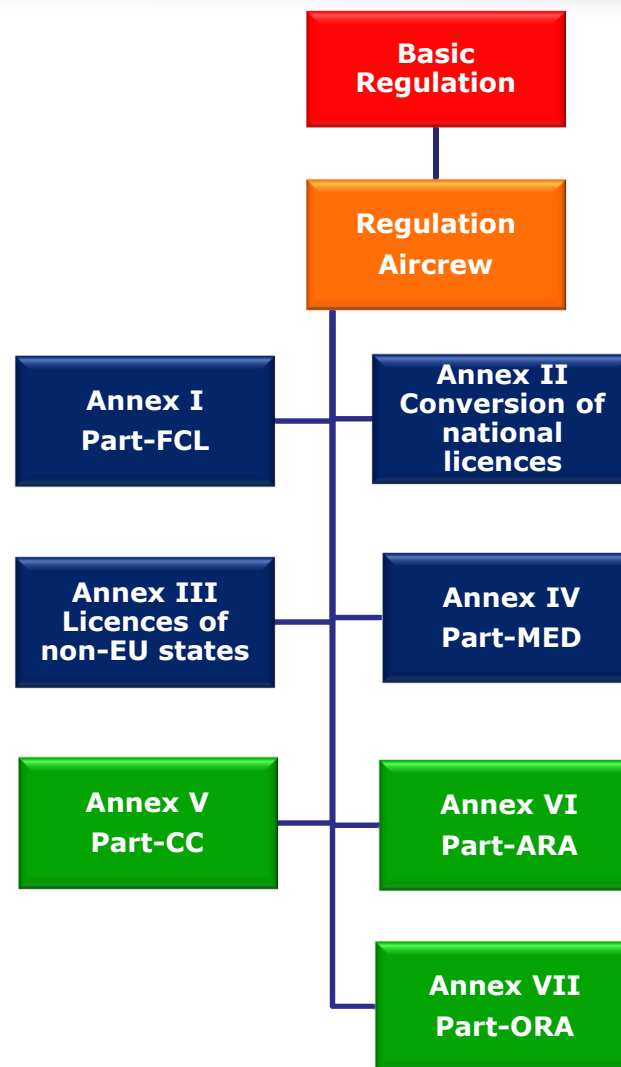 Basic
Regulation
Regulation
Aircrew
Annex I
Part-FCL
Annex II
Conversion of
national
licences
Annex III
Licences of
non-EU states
Annex IV
Part-MED
Annex V
Part-CC
Annex VI
Part-ARA
Annex VII
Part-ORA